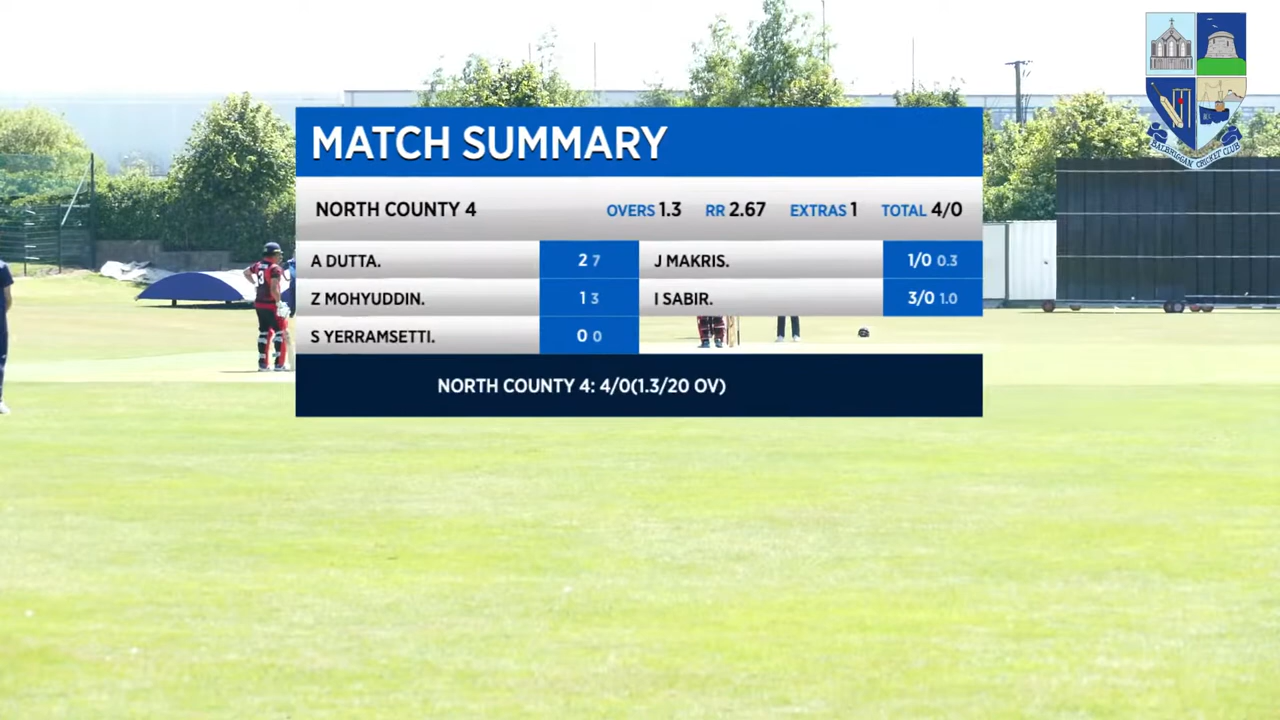 MATCH SUMMARY
NORTH COUNTY 4 OVERS 1.3 RR 2.67 EXTRAS 1 TOTAL 4/0
A DUTTA. 2 7 J MAKRIS. 1/0 0.3
Z MOHYUDDIN. 1 3 I SABIR. 3/0 1.0
S YERRAMSETTI. 0 0
NORTH COUNTY 4: 4/0(1.3/20 OV)
BALBRIGGAN CRICKET CLUB
3